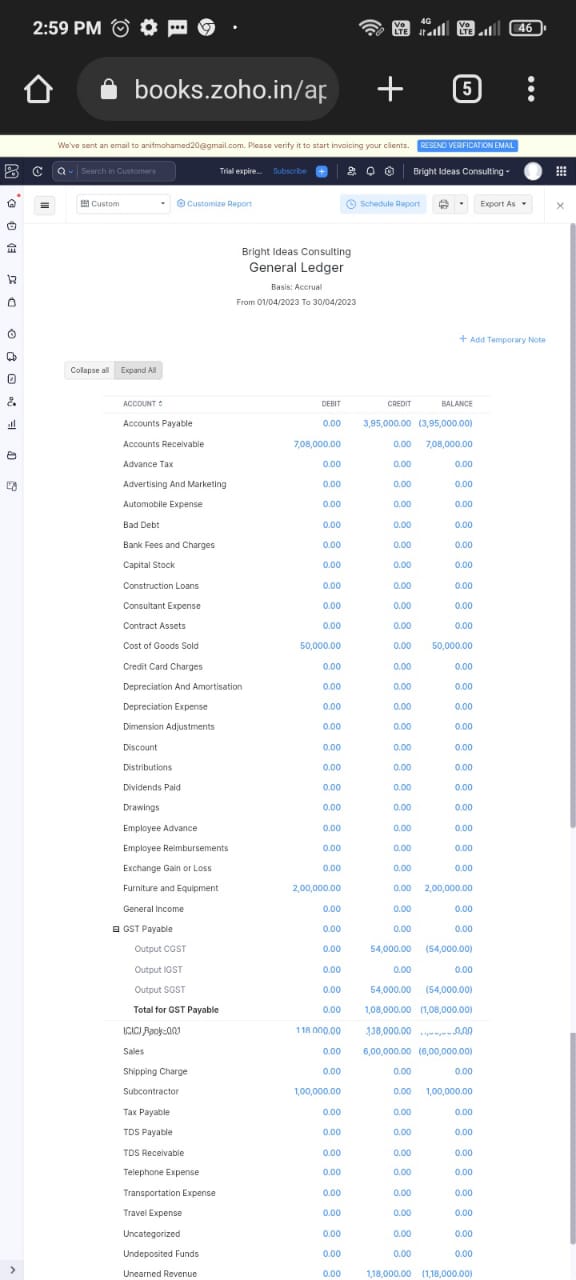 2:59 PM
Vo LTE 4G Vo LTE 46
books.zoho.in/ap
5
We've sent an email to anifmohamed20@gmail.com. Please verify it to start invoicing your clients. RESEND VERIFICATION EMAIL
Search in Customers Trial expire... Subscribe Bright Ideas Consulting
Custom Customize Report Schedule Report Export As
Bright Ideas Consulting
General Ledger
Basis: Accrual
From 01/04/2023 To 30/04/2023
+ Add Temporary Note
Collapse all Expand All
ACCOUNT DEBIT CREDIT BALANCE
Accounts Payable 0.00 3,95,000.00 (3,95,000.00)
Accounts Receivable 7,08,000.00 0.00 7,08,000.00
Advance Tax 0.00 0.00 0.00
Advertising And Marketing 0.00 0.00 0.00
Automobile Expense 0.00 0.00 0.00
Bad Debt 0.00 0.00 0.00
Bank Fees and Charges 0.00 0.00 0.00
Capital Stock 0.00 0.00 0.00
Construction Loans 0.00 0.00 0.00
Consultant Expense 0.00 0.00 0.00
Contract Assets 0.00 0.00 0.00
Cost of Goods Sold 50,000.00 0.00 50,000.00
Credit Card Charges 0.00 0.00 0.00
Depreciation And Amortisation 0.00 0.00 0.00
Depreciation Expense 0.00 0.00 0.00
Dimension Adjustments 0.00 0.00 0.00
Discount 0.00 0.00 0.00
Distributions 0.00 0.00 0.00
Dividends Paid 0.00 0.00 0.00
Drawings 0.00 0.00 0.00
Employee Advance 0.00 0.00 0.00
Employee Reimbursements 0.00 0.00 0.00
Exchange Gain or Loss 0.00 0.00 0.00
Furniture and Equipment 2,00,000.00 0.00 2,00,000.00
General Income 0.00 0.00 0.00
GST Payable 0.00 0.00 0.00
Output CGST 0.00 54,000.00 (54,000.00)
Output IGST 0.00 0.00 0.00
Output SGST 0.00 54,000.00 (54,000.00)
Total for GST Payable 0.00 1,08,000.00 (1,08,000.00)
ICICI Bank-001
Sales 0.00 6,00,000.00 (6,00,000.00)
Shipping Charge 0.00 0.00 0.00
Subcontractor 1,00,000.00 0.00 1,00,000.00
Tax Payable 0.00 0.00 0.00
TDS Payable 0.00 0.00 0.00
TDS Receivable 0.00 0.00 0.00
Telephone Expense 0.00 0.00 0.00
Transportation Expense 0.00 0.00 0.00
Travel Expense 0.00 0.00 0.00
Uncategorized 0.00 0.00 0.00
Undeposited Funds 0.00 0.00 0.00
Unearned Revenue 0.00 1,18,000.00 (1,18,000.00)